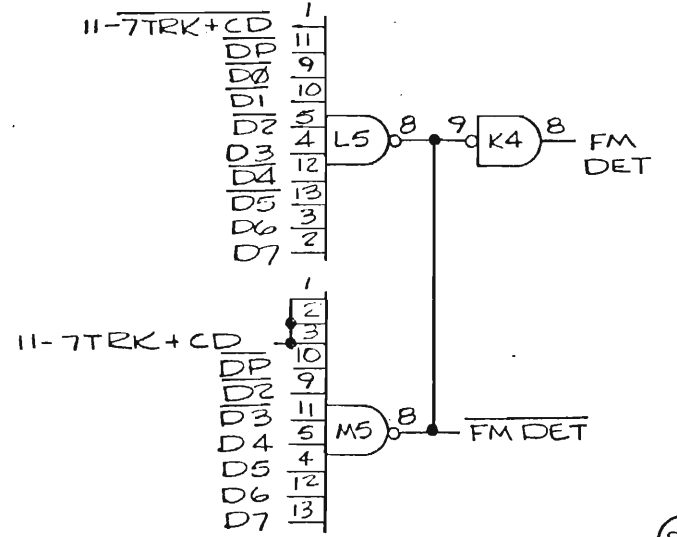 1
11-7TRK+CD
DP 11
DØ 9
D1 10
D2 5
D3 4
D4 12
D5 13
D6 3
D7 2
L5 8
9 K4 8
FM
DET
1
2
11-7TRK+CD 3
DP 10
D2 9
D3 11
D4 5
D5 4
D6 12
D7 13
M5 8
FM DET